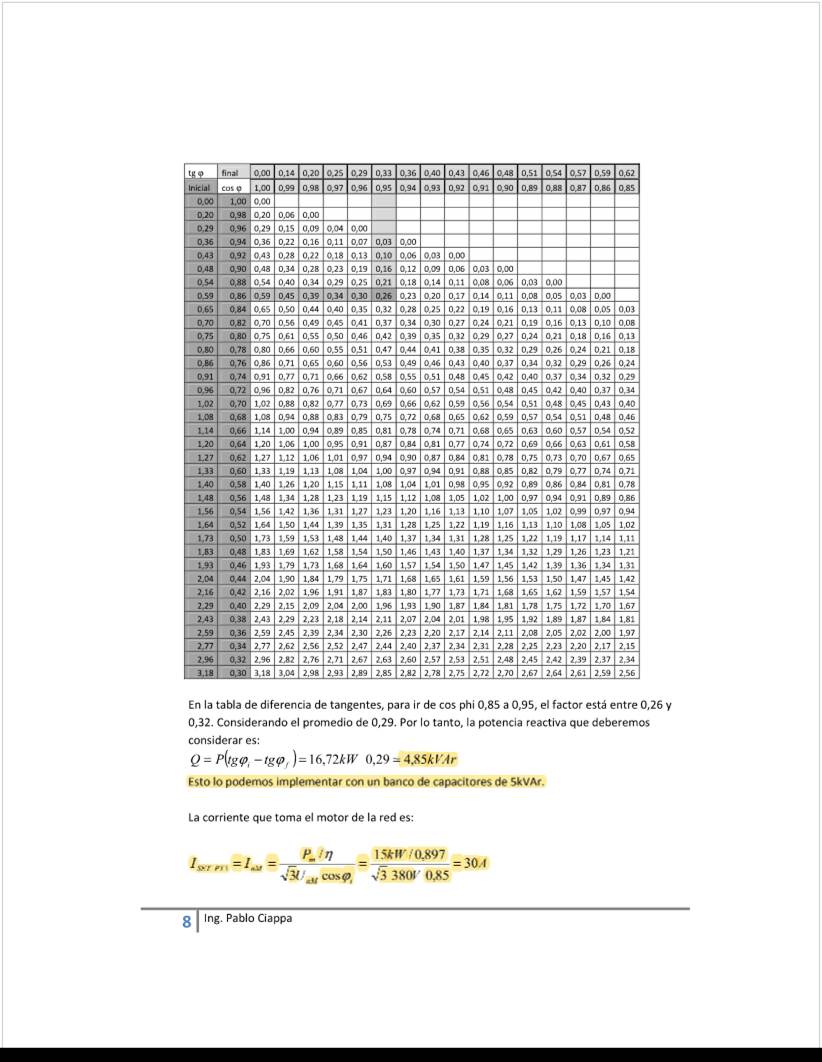 tg φ final 0,00 0,14 0,20 0,25 0,29 0,33 0,36 0,40 0,43 0,46 0,48 0,51 0,54 0,57 0,59 0,62
Inicial cos φ 1,00 0,99 0,98 0,97 0,96 0,95 0,94 0,93 0,92 0,91 0,90 0,89 0,88 0,87 0,86 0,85
0,00 1,00 0,00
0,20 0,98 0,20 0,06 0,00
0,29 0,96 0,29 0,15 0,09 0,04 0,00
0,36 0,94 0,36 0,22 0,16 0,11 0,07 0,03 0,00
0,43 0,92 0,43 0,28 0,22 0,18 0,13 0,10 0,06 0,03 0,00
0,48 0,90 0,48 0,34 0,28 0,23 0,19 0,16 0,12 0,09 0,06 0,03 0,00
0,54 0,88 0,54 0,40 0,34 0,29 0,25 0,21 0,18 0,14 0,11 0,08 0,06 0,03 0,00
0,59 0,86 0,59 0,45 0,39 0,34 0,30 0,26 0,23 0,20 0,17 0,14 0,11 0,08 0,05 0,03 0,00
0,65 0,84 0,65 0,50 0,44 0,40 0,35 0,32 0,28 0,25 0,22 0,19 0,16 0,13 0,11 0,08 0,05 0,03
0,70 0,82 0,70 0,56 0,49 0,45 0,41 0,37 0,34 0,30 0,27 0,24 0,21 0,19 0,16 0,13 0,10 0,08
0,75 0,80 0,75 0,61 0,55 0,50 0,46 0,42 0,39 0,35 0,32 0,29 0,27 0,24 0,21 0,18 0,16 0,13
0,80 0,78 0,80 0,66 0,60 0,55 0,51 0,47 0,44 0,41 0,38 0,35 0,32 0,29 0,26 0,24 0,21 0,18
0,86 0,76 0,86 0,71 0,65 0,60 0,56 0,53 0,49 0,46 0,43 0,40 0,37 0,34 0,32 0,29 0,26 0,24
0,91 0,74 0,91 0,77 0,71 0,66 0,62 0,58 0,55 0,51 0,48 0,45 0,42 0,40 0,37 0,34 0,32 0,29
0,96 0,72 0,96 0,82 0,76 0,71 0,67 0,64 0,60 0,57 0,54 0,51 0,48 0,45 0,42 0,40 0,37 0,34
1,02 0,70 1,02 0,88 0,82 0,77 0,73 0,69 0,66 0,62 0,59 0,56 0,54 0,51 0,48 0,45 0,43 0,40
1,08 0,68 1,08 0,94 0,88 0,83 0,79 0,75 0,72 0,68 0,65 0,62 0,59 0,57 0,54 0,51 0,48 0,46
1,14 0,66 1,14 1,00 0,94 0,89 0,85 0,81 0,78 0,74 0,71 0,68 0,65 0,63 0,60 0,57 0,54 0,52
1,20 0,64 1,20 1,06 1,00 0,95 0,91 0,87 0,84 0,81 0,77 0,74 0,72 0,69 0,66 0,63 0,61 0,58
1,27 0,62 1,27 1,12 1,06 1,01 0,97 0,94 0,90 0,87 0,84 0,81 0,78 0,75 0,73 0,70 0,67 0,65
1,33 0,60 1,33 1,19 1,13 1,08 1,04 1,00 0,97 0,94 0,91 0,88 0,85 0,82 0,79 0,77 0,74 0,71
1,40 0,58 1,40 1,26 1,20 1,15 1,11 1,08 1,04 1,01 0,98 0,95 0,92 0,89 0,86 0,84 0,81 0,78
1,48 0,56 1,48 1,34 1,28 1,23 1,19 1,15 1,12 1,08 1,05 1,02 1,00 0,97 0,94 0,91 0,89 0,86
1,56 0,54 1,56 1,42 1,36 1,31 1,27 1,23 1,20 1,16 1,13 1,10 1,07 1,05 1,02 0,99 0,97 0,94
1,64 0,52 1,64 1,50 1,44 1,39 1,35 1,31 1,28 1,25 1,22 1,19 1,16 1,13 1,10 1,08 1,05 1,02
1,73 0,50 1,73 1,59 1,53 1,48 1,44 1,40 1,37 1,34 1,31 1,28 1,25 1,22 1,19 1,17 1,14 1,11
1,83 0,48 1,83 1,69 1,62 1,58 1,54 1,50 1,46 1,43 1,40 1,37 1,34 1,32 1,29 1,26 1,23 1,21
1,93 0,46 1,93 1,79 1,73 1,68 1,64 1,60 1,57 1,54 1,50 1,47 1,45 1,42 1,39 1,36 1,34 1,31
2,04 0,44 2,04 1,90 1,84 1,79 1,75 1,71 1,68 1,65 1,61 1,59 1,56 1,53 1,50 1,47 1,45 1,42
2,16 0,42 2,16 2,02 1,96 1,91 1,87 1,83 1,80 1,77 1,73 1,71 1,68 1,65 1,62 1,59 1,57 1,54
2,29 0,40 2,29 2,15 2,09 2,04 2,00 1,96 1,93 1,90 1,87 1,84 1,81 1,78 1,75 1,72 1,70 1,67
2,43 0,38 2,43 2,29 2,23 2,18 2,14 2,11 2,07 2,04 2,01 1,98 1,95 1,92 1,89 1,87 1,84 1,81
2,59 0,36 2,59 2,45 2,39 2,34 2,30 2,26 2,23 2,20 2,17 2,14 2,11 2,08 2,05 2,02 2,00 1,97
2,77 0,34 2,77 2,62 2,56 2,52 2,47 2,44 2,40 2,37 2,34 2,31 2,28 2,25 2,23 2,20 2,17 2,15
2,96 0,32 2,96 2,82 2,76 2,71 2,67 2,63 2,60 2,57 2,53 2,51 2,48 2,45 2,42 2,39 2,37 2,34
3,18 0,30 3,18 3,04 2,98 2,93 2,89 2,85 2,82 2,78 2,75 2,72 2,70 2,67 2,64 2,61 2,59 2,56
En la tabla de diferencia de tangentes, para ir de cos phi 0,85 a 0,95, el factor está entre 0,26 y
0,32. Considerando el promedio de 0,29. Por lo tanto, la potencia reactiva que deberemos
considerar es:
Q = P(tgφi − tgφf) = 16,72kW 0,29 = 4,85kVAr
Esto lo podemos implementar con un banco de capacitores de 5kVAr.
La corriente que toma el motor de la red es:
= = Pm / η / √3U cosφi = 15kW / 0,897 / √3 380V 0,85 = 30A
8 Ing. Pablo Ciappa